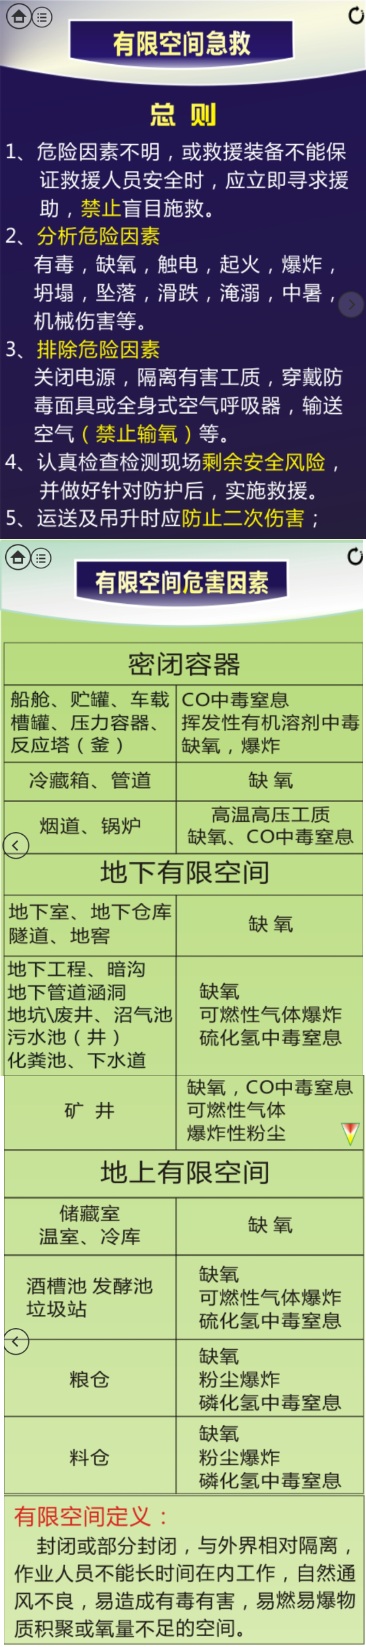 有限空间急救
总 则
1、危险因素不明，或救援装备不能保
证救援人员安全时，应立即寻求援
助，禁止盲目施救。
2、分析危险因素
有毒，缺氧，触电，起火，爆炸，
坍塌，坠落，滑跌，淹溺，中暑，
机械伤害等。
3、排除危险因素
关闭电源，隔离有害工质，穿戴防
毒面具或全身式空气呼吸器，输送
空气（禁止输氧）等。
4、认真检查检测现场剩余安全风险，
并做好针对防护后，实施救援。
5、运送及吊升时应防止二次伤害；
有限空间危害因素
密闭容器
船舱、贮罐、车载
槽罐、压力容器、
反应塔（釜）
CO中毒窒息
挥发性有机溶剂中毒
缺氧，爆炸
冷藏箱、管道
缺 氧
烟道、锅炉
高温高压工质
缺氧、CO中毒窒息
地下有限空间
地下室、地下仓库
隧道、地窖
缺 氧
地下工程、暗沟
地下管道涵洞
地坑\废井、沼气池
污水池（井）
化粪池、下水道
缺氧
可燃性气体爆炸
硫化氢中毒窒息
矿 井
缺氧，CO中毒窒息
可燃性气体
爆炸性粉尘
地上有限空间
储藏室
温室、冷库
缺 氧
酒槽池 发酵池
垃圾站
缺氧
可燃性气体爆炸
硫化氢中毒窒息
粮仓
缺氧
粉尘爆炸
磷化氢中毒窒息
料仓
缺氧
粉尘爆炸
磷化氢中毒窒息
有限空间定义：
封闭或部分封闭，与外界相对隔离，
作业人员不能长时间在内工作，自然通
风不良，易造成有毒有害，易燃易爆物
质积聚或氧量不足的空间。